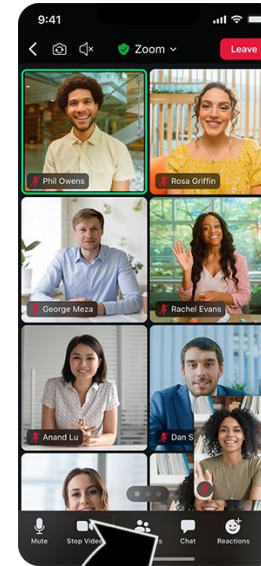 9:41
Zoom
Leave
Phil Owens
Rosa Griffin
George Meza
Rachel Evans
Anand Lu
Dan S
Mute
Stop Video
ts
Chat
Reactions